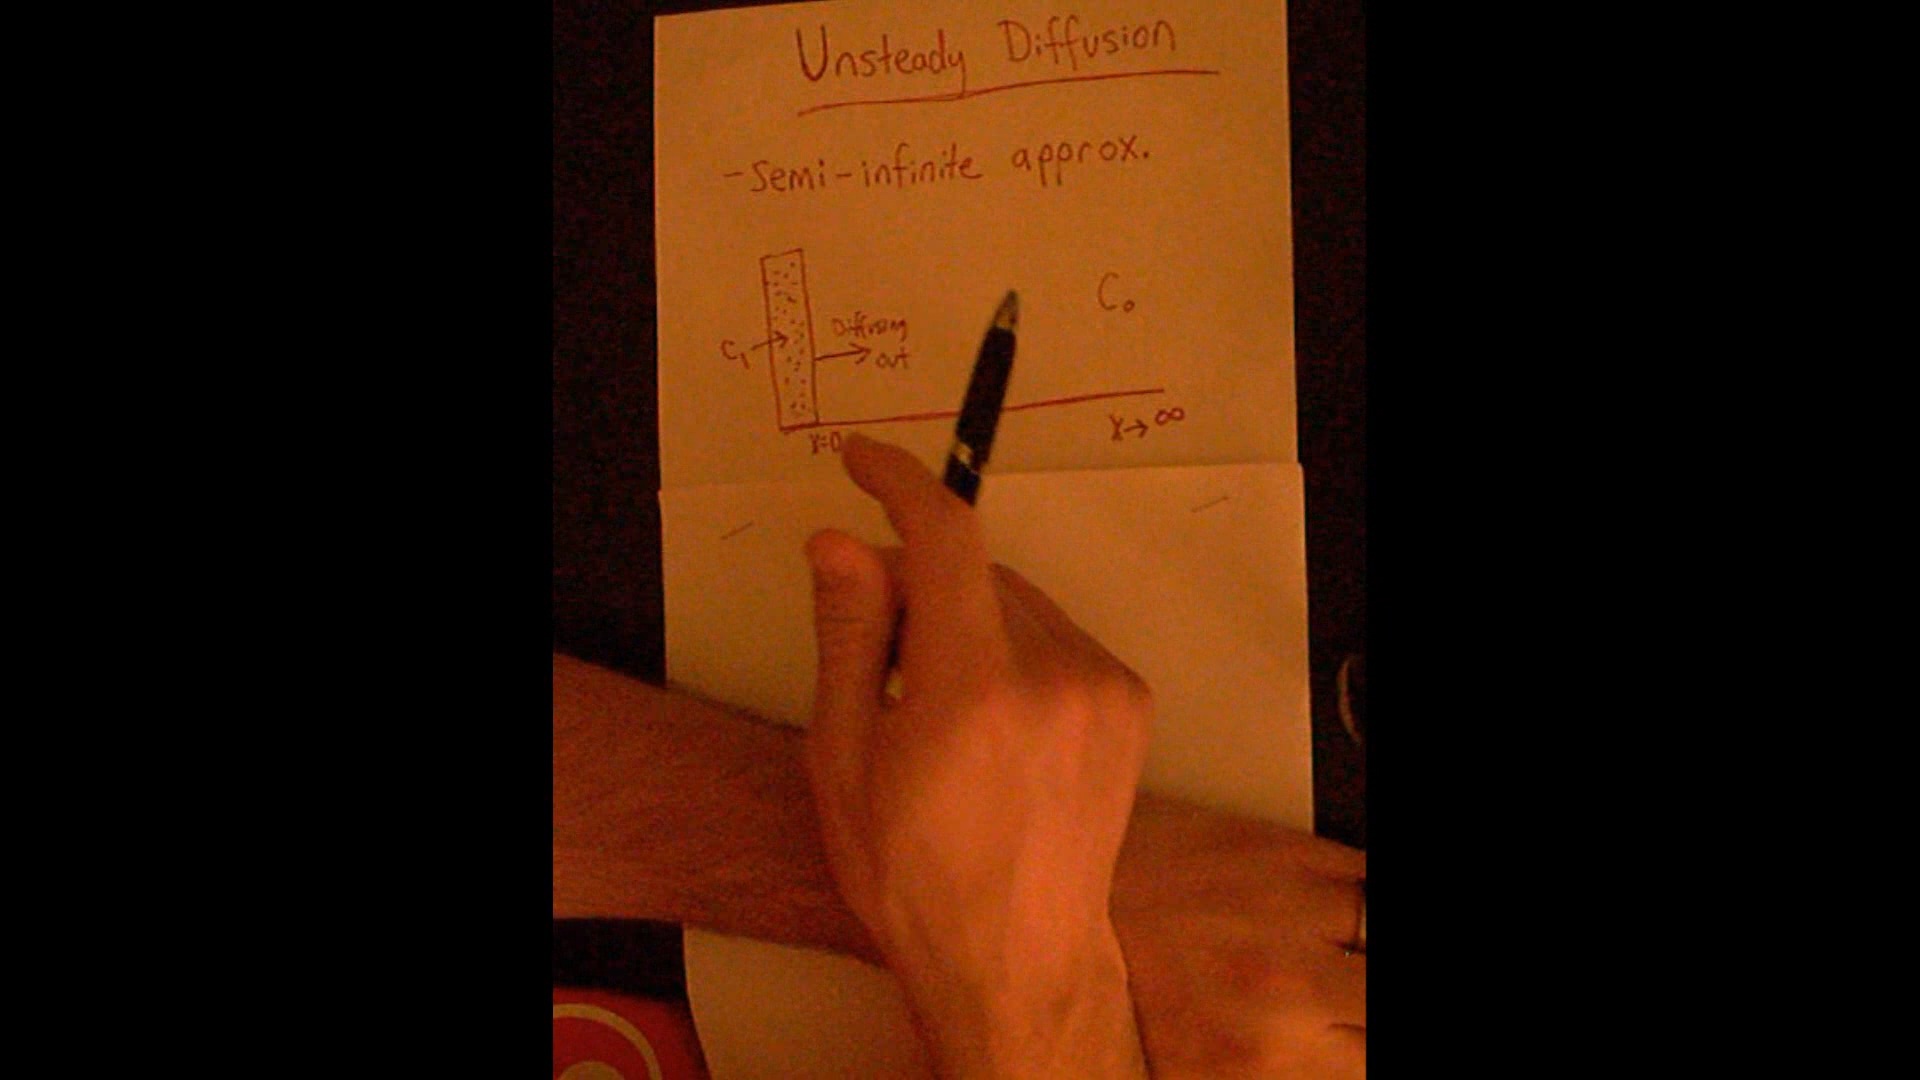 Unsteady Diffusion
- Semi-infinite approx.
C₀
Diffusing
C₁
out
x=0
x→∞